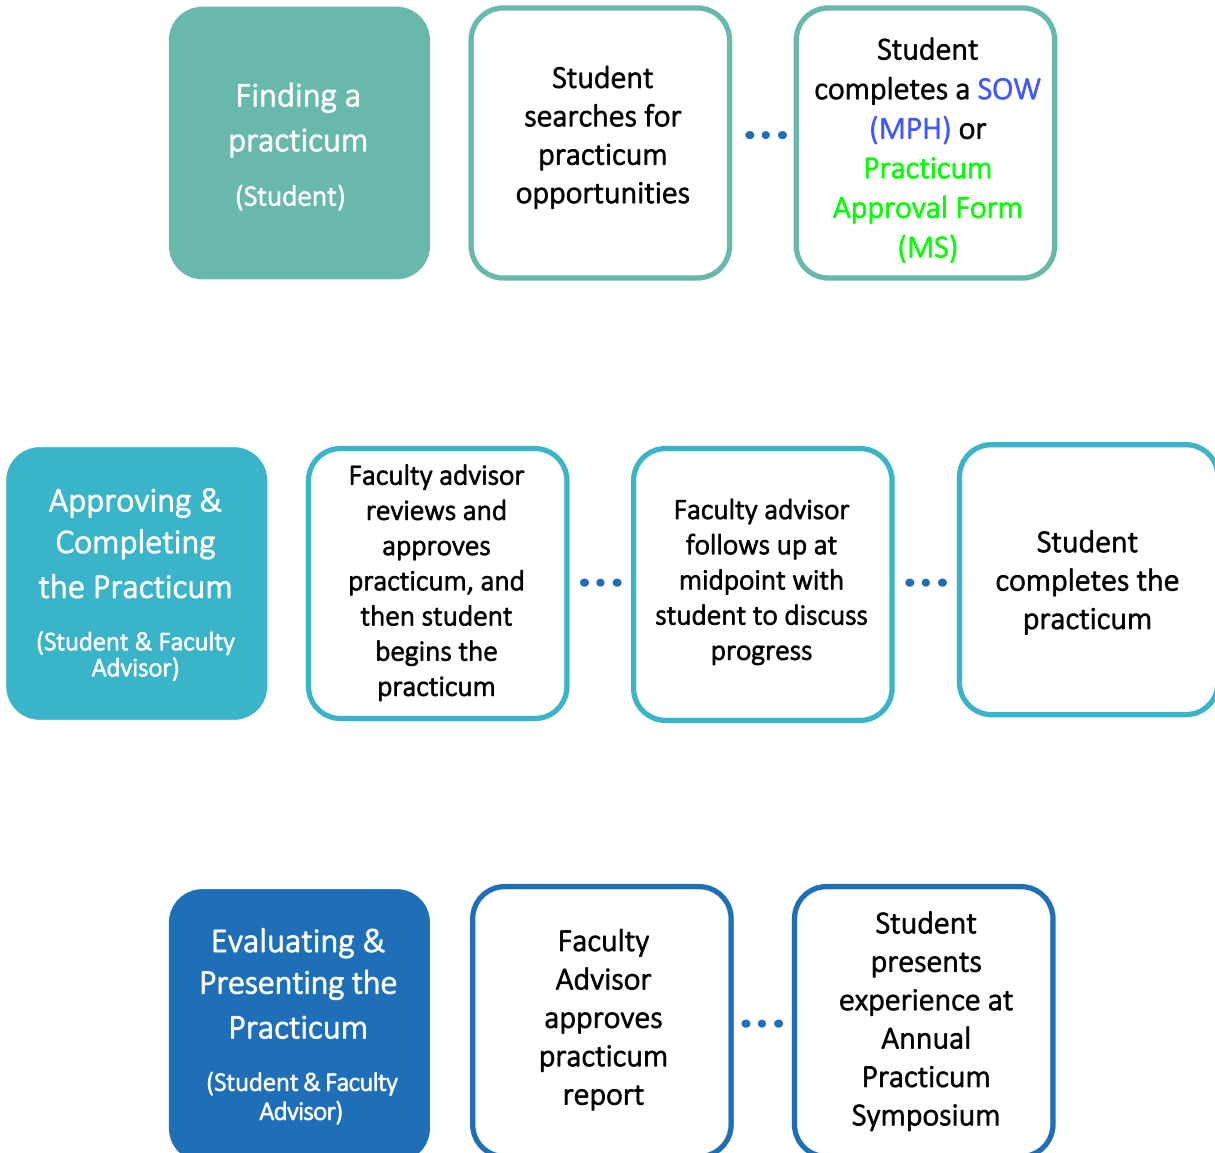 Finding a
practicum
(Student)
Student
searches for
practicum
opportunities
Student
completes a SOW
(MPH) or
Practicum
Approval Form
(MS)
Approving &
Completing
the Practicum
(Student & Faculty
Advisor)
Faculty advisor
reviews and
approves
practicum, and
then student
begins the
practicum
Faculty advisor
follows up at
midpoint with
student to discuss
progress
Student
completes the
practicum
Evaluating &
Presenting the
Practicum
(Student & Faculty
Advisor)
Faculty
Advisor
approves
practicum
report
Student
presents
experience at
Annual
Practicum
Symposium